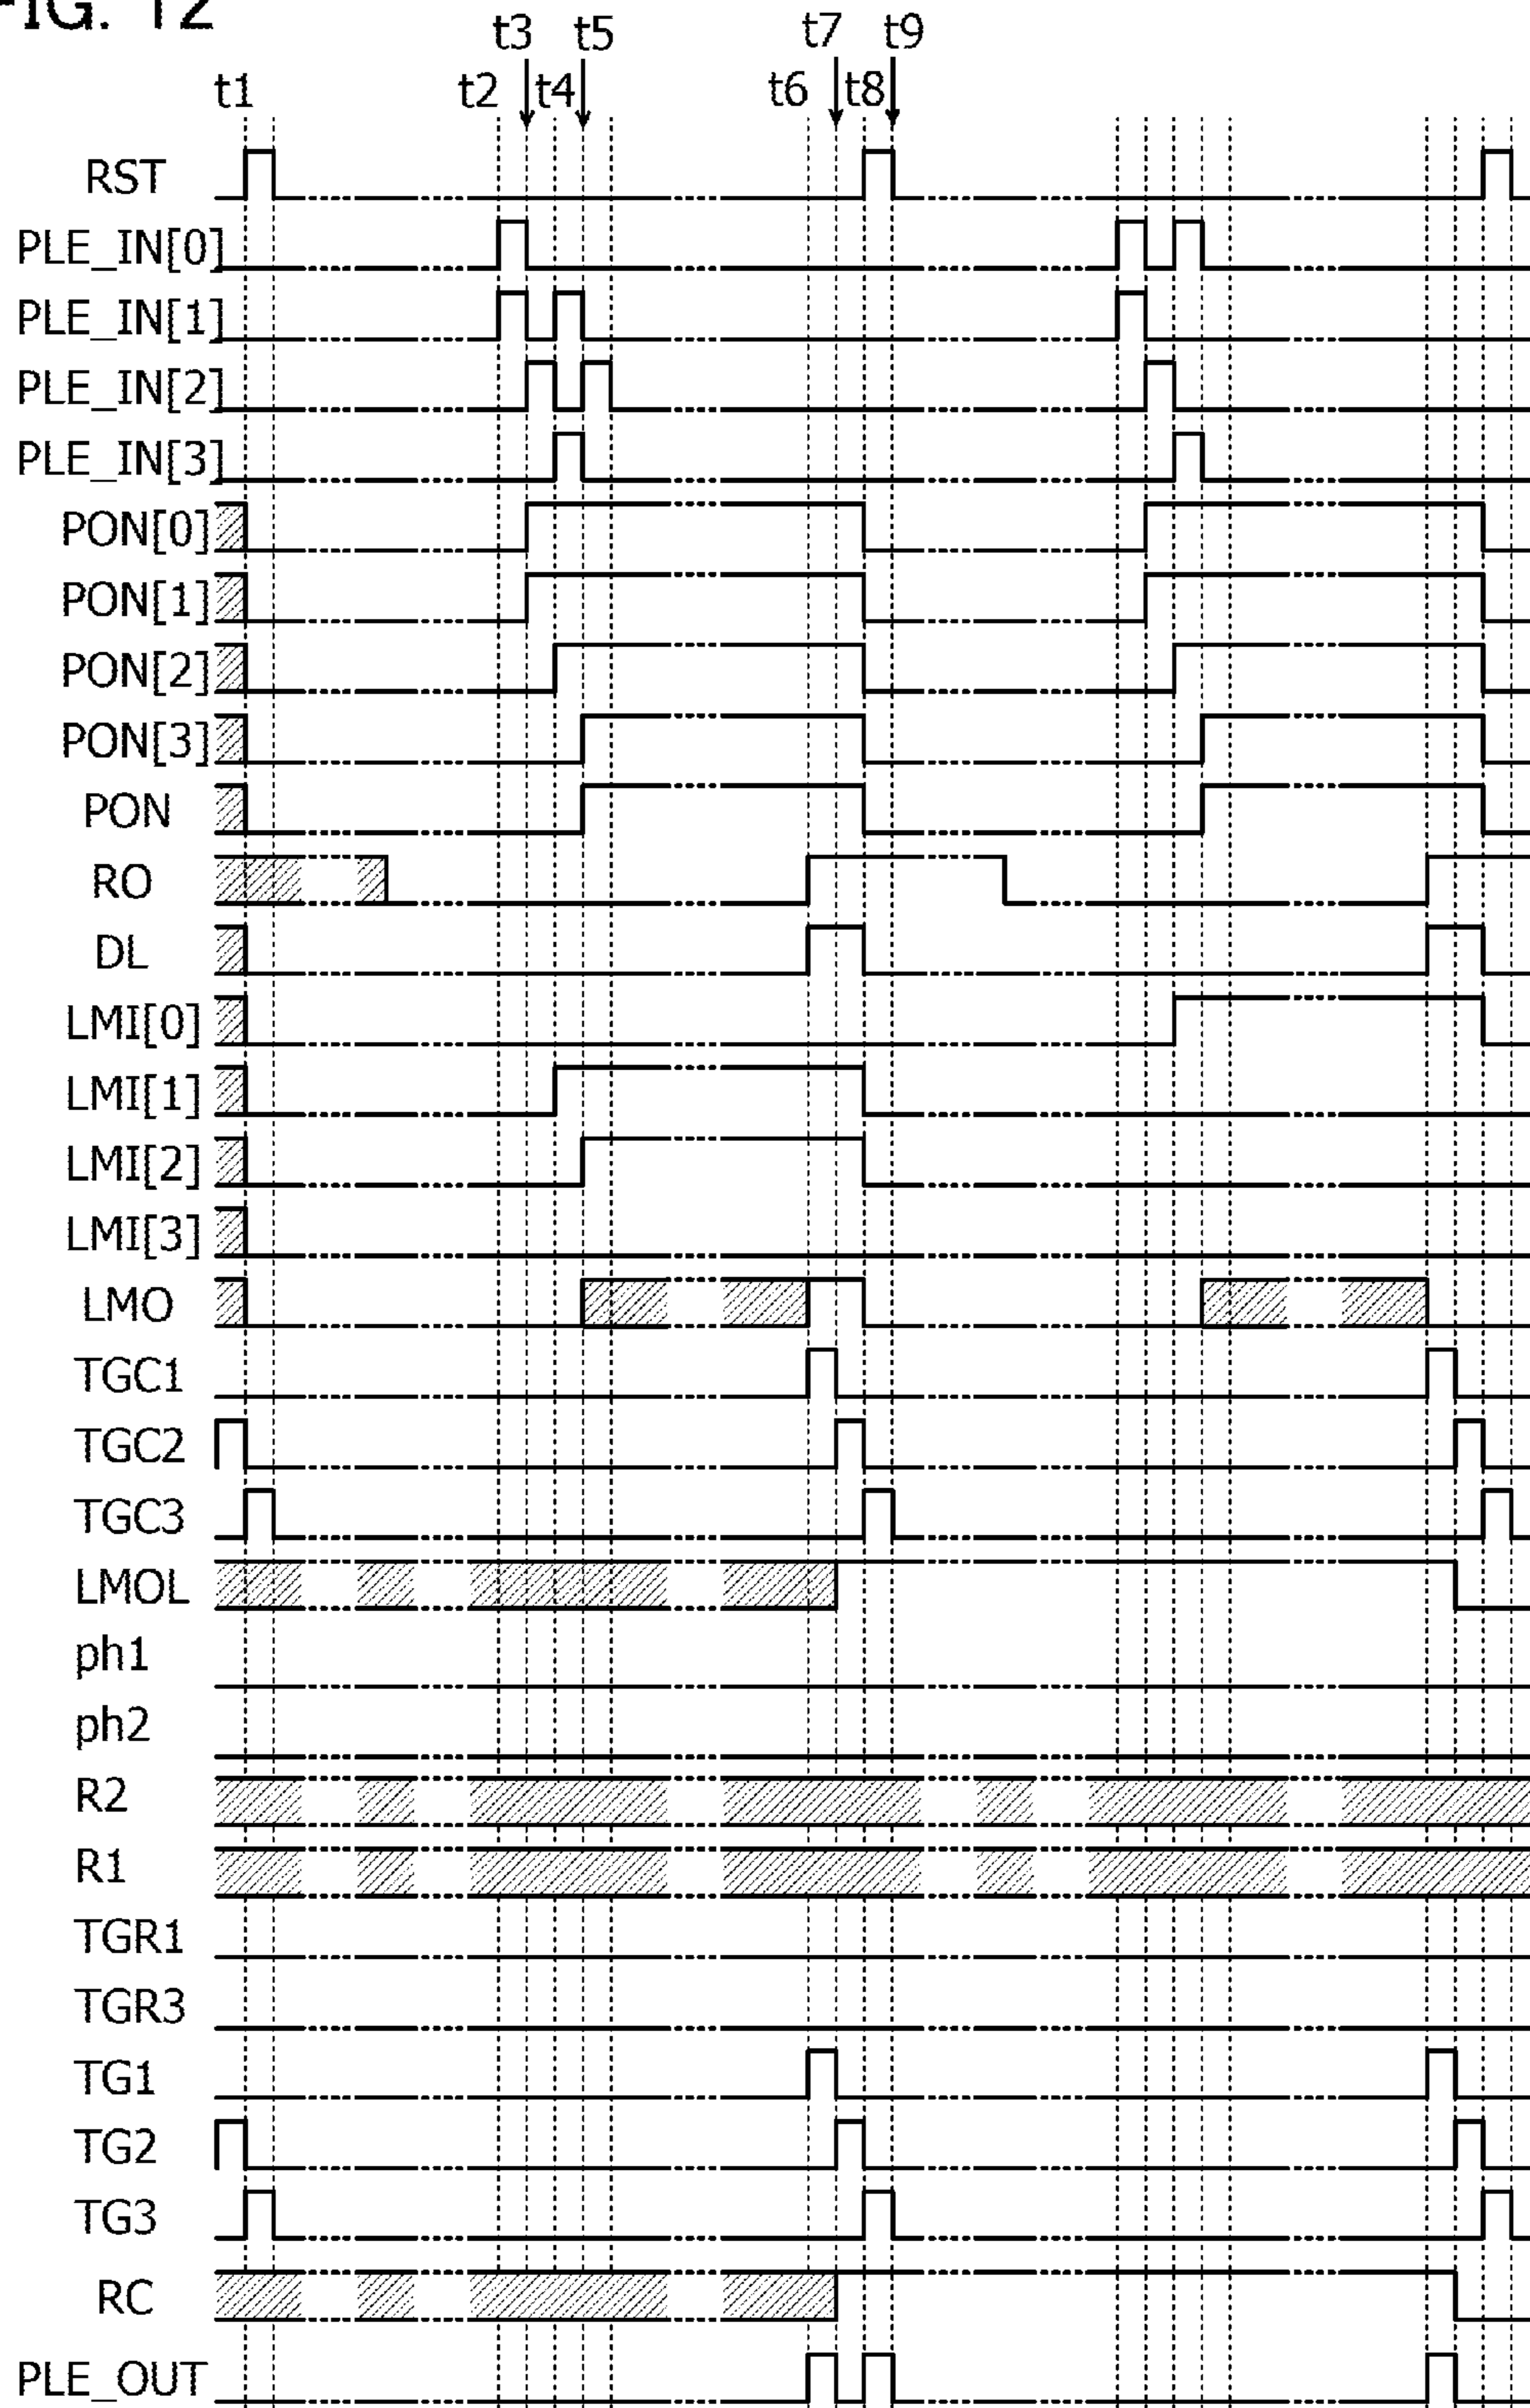 FIG. 12
t3 t5 t7 t9
t1 t2 t4 t6 t8
RST
PLE_IN[0]
PLE_IN[1]
PLE_IN[2]
PLE_IN[3]
PON[0]
PON[1]
PON[2]
PON[3]
PON
RO
DL
LMI[0]
LMI[1]
LMI[2]
LMI[3]
LMO
TGC1
TGC2
TGC3
LMOL
ph1
ph2
R2
R1
TGR1
TGR3
TG1
TG2
TG3
RC
PLE_OUT